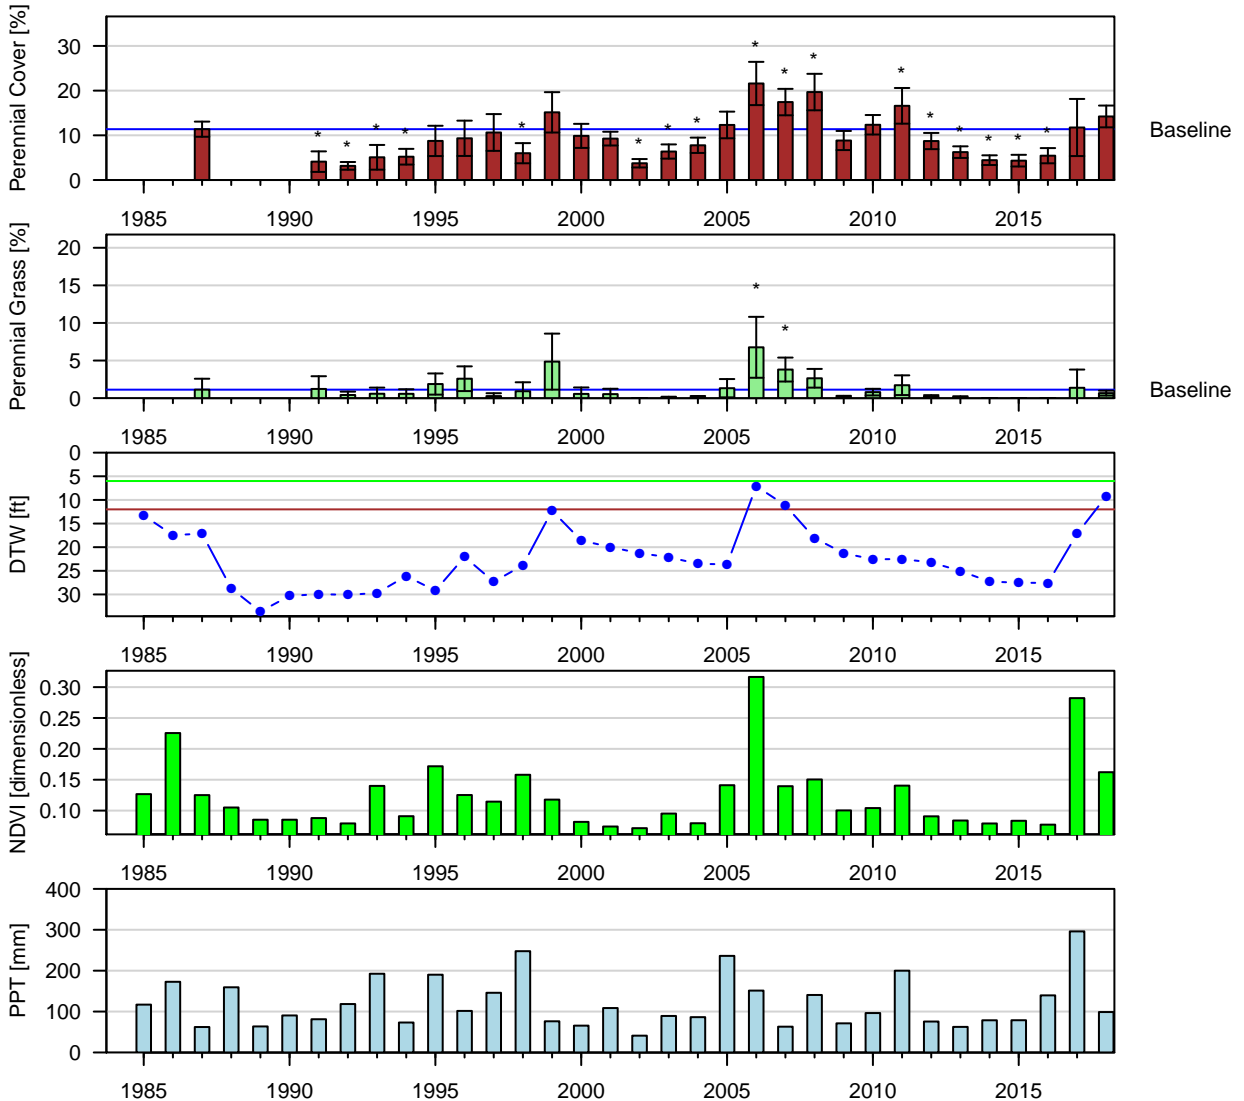 Perennial Cover [%]
30
20
10
0
* * * * * * * * * * * * * * * * *
Baseline
1985 1990 1995 2000 2005 2010 2015
Perennial Grass [%]
20
15
10
5
0
* *
Baseline
1985 1990 1995 2000 2005 2010 2015
DTW [ft]
0
5
10
15
20
25
30
1985 1990 1995 2000 2005 2010 2015
NDVI [dimensionless]
0.30
0.25
0.20
0.15
0.10
1985 1990 1995 2000 2005 2010 2015
PPT [mm]
400
300
200
100
0
1985 1990 1995 2000 2005 2010 2015